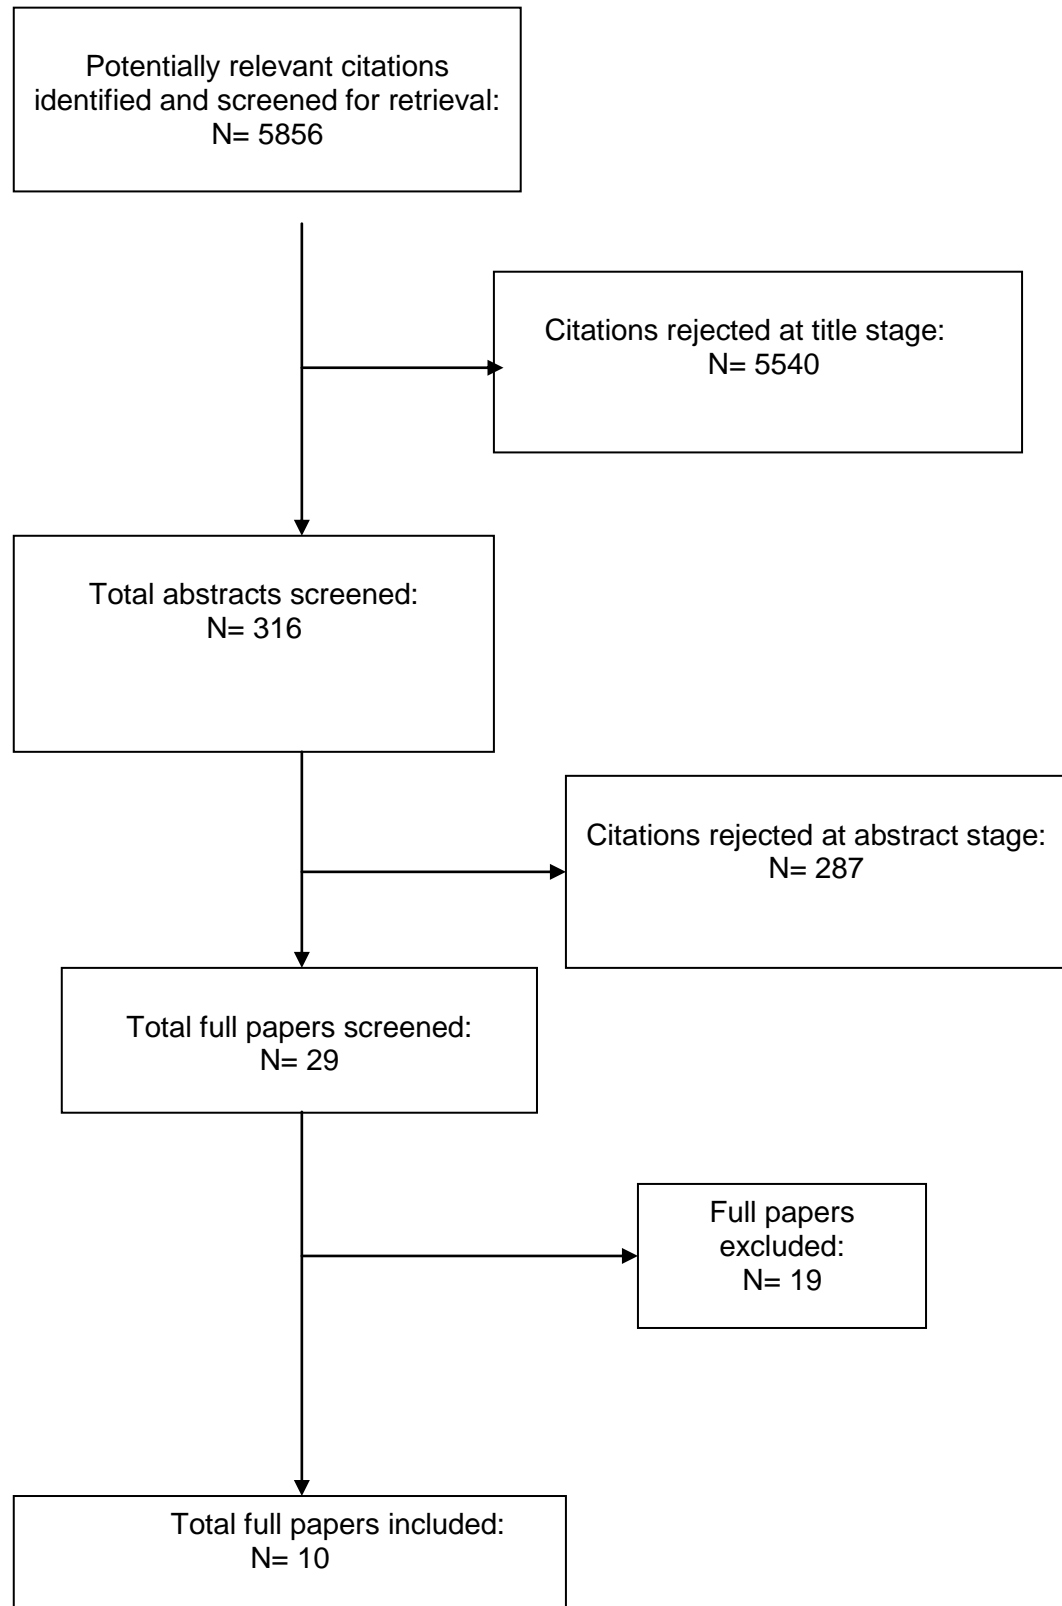 Potentially relevant citations
identified and screened for retrieval:
N= 5856
Citations rejected at title stage:
N= 5540
Total abstracts screened:
N= 316
Citations rejected at abstract stage:
N= 287
Total full papers screened:
N= 29
Full papers
excluded:
N= 19
Total full papers included:
N= 10